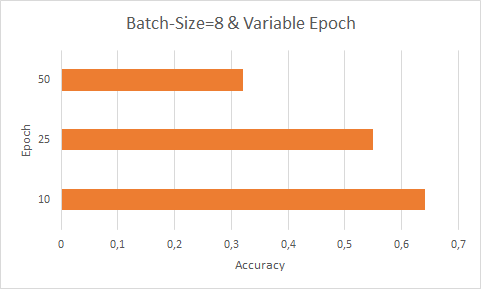 Batch-Size=8 & Variable Epoch
Epoch
50
25
10
0 0,1 0,2 0,3 0,4 0,5 0,6 0,7
Accuracy